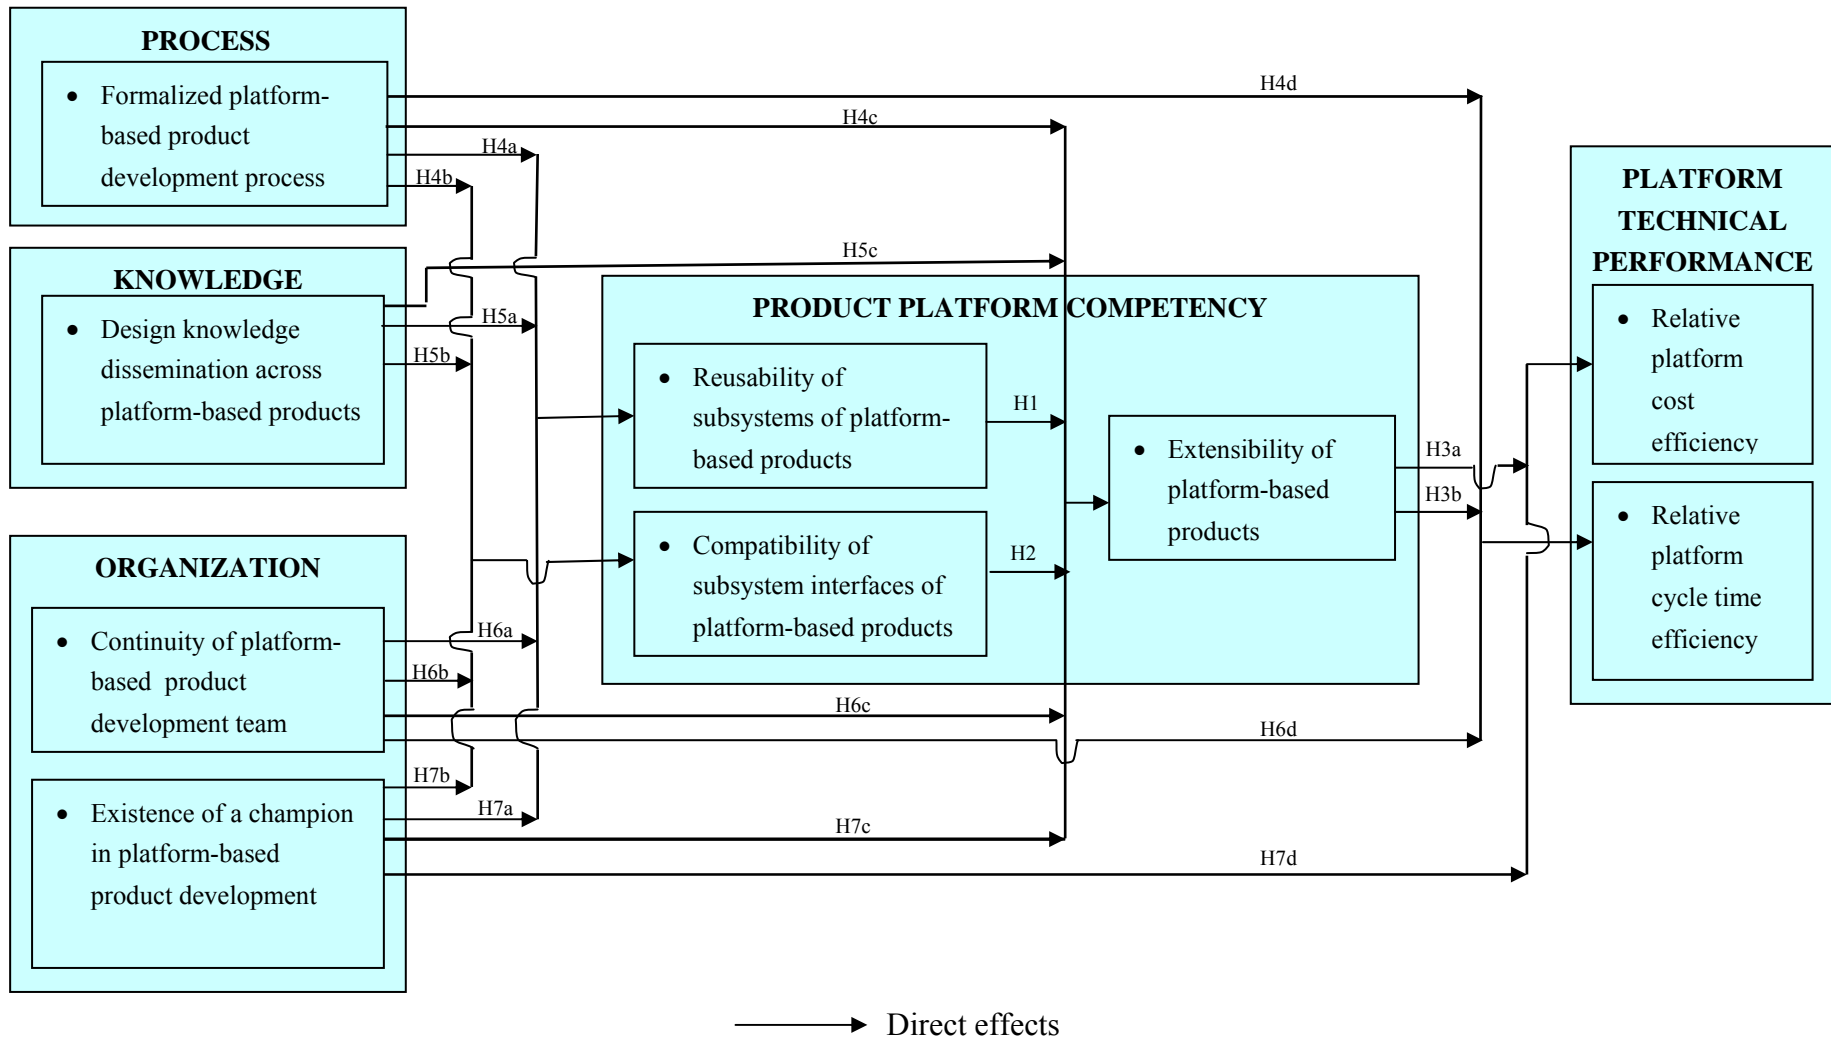 PROCESS
• Formalized platform-
based product
development process
H4d
H4c
H4a
H4b
KNOWLEDGE
• Design knowledge
dissemination across
platform-based products
H5c
H5a
H5b
ORGANIZATION
• Continuity of platform-
based product
development team
H6a
H6b
H6c
H6d
• Existence of a champion
in platform-based
product development
H7b
H7a
H7c
H7d
PRODUCT PLATFORM COMPETENCY
• Reusability of
subsystems of platform-
based products
H1
• Compatibility of
subsystem interfaces of
platform-based products
H2
• Extensibility of
platform-based
products
H3a
H3b
PLATFORM
TECHNICAL
PERFORMANCE
• Relative
platform
cost
efficiency
• Relative
platform
cycle time
efficiency
Direct effects